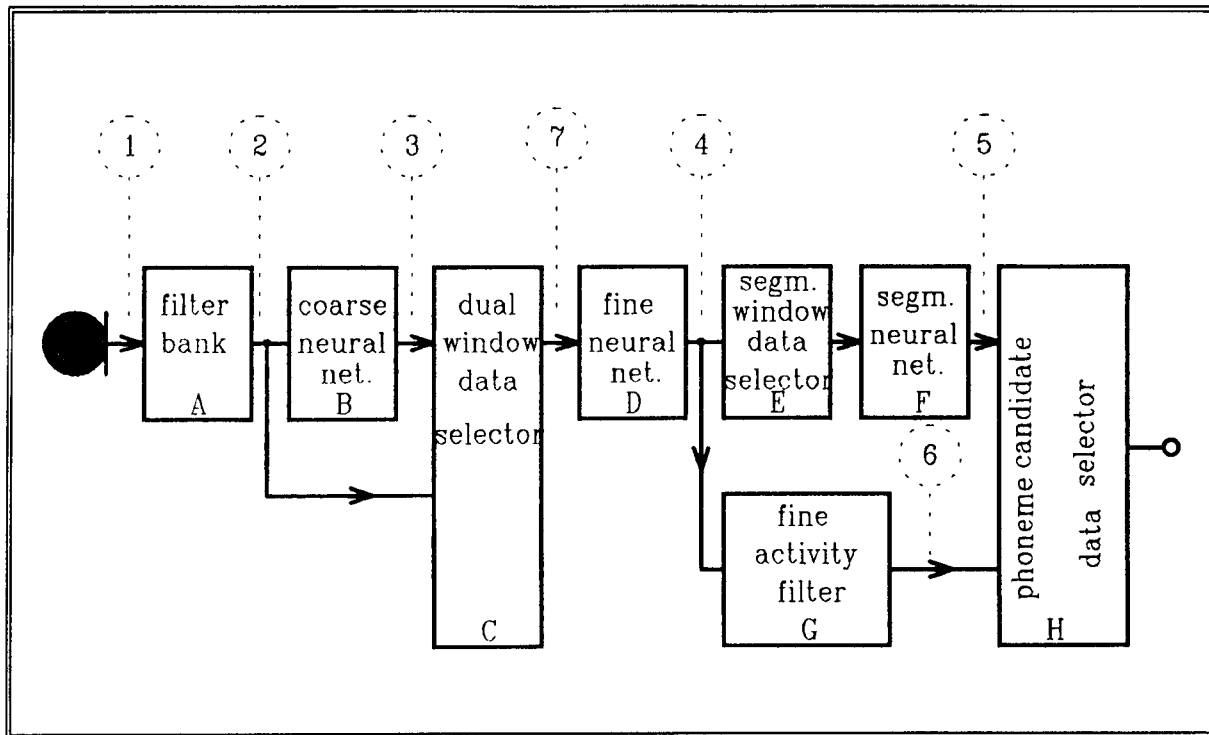 1
2
3
7
4
5
filter
bank
A
coarse
neural
net.
B
dual
window
data
selector
C
fine
neural
net.
D
segm.
window
data
selector
E
segm.
neural
net.
F
6
fine
activity
filter
G
phoneme candidate
data selector
H